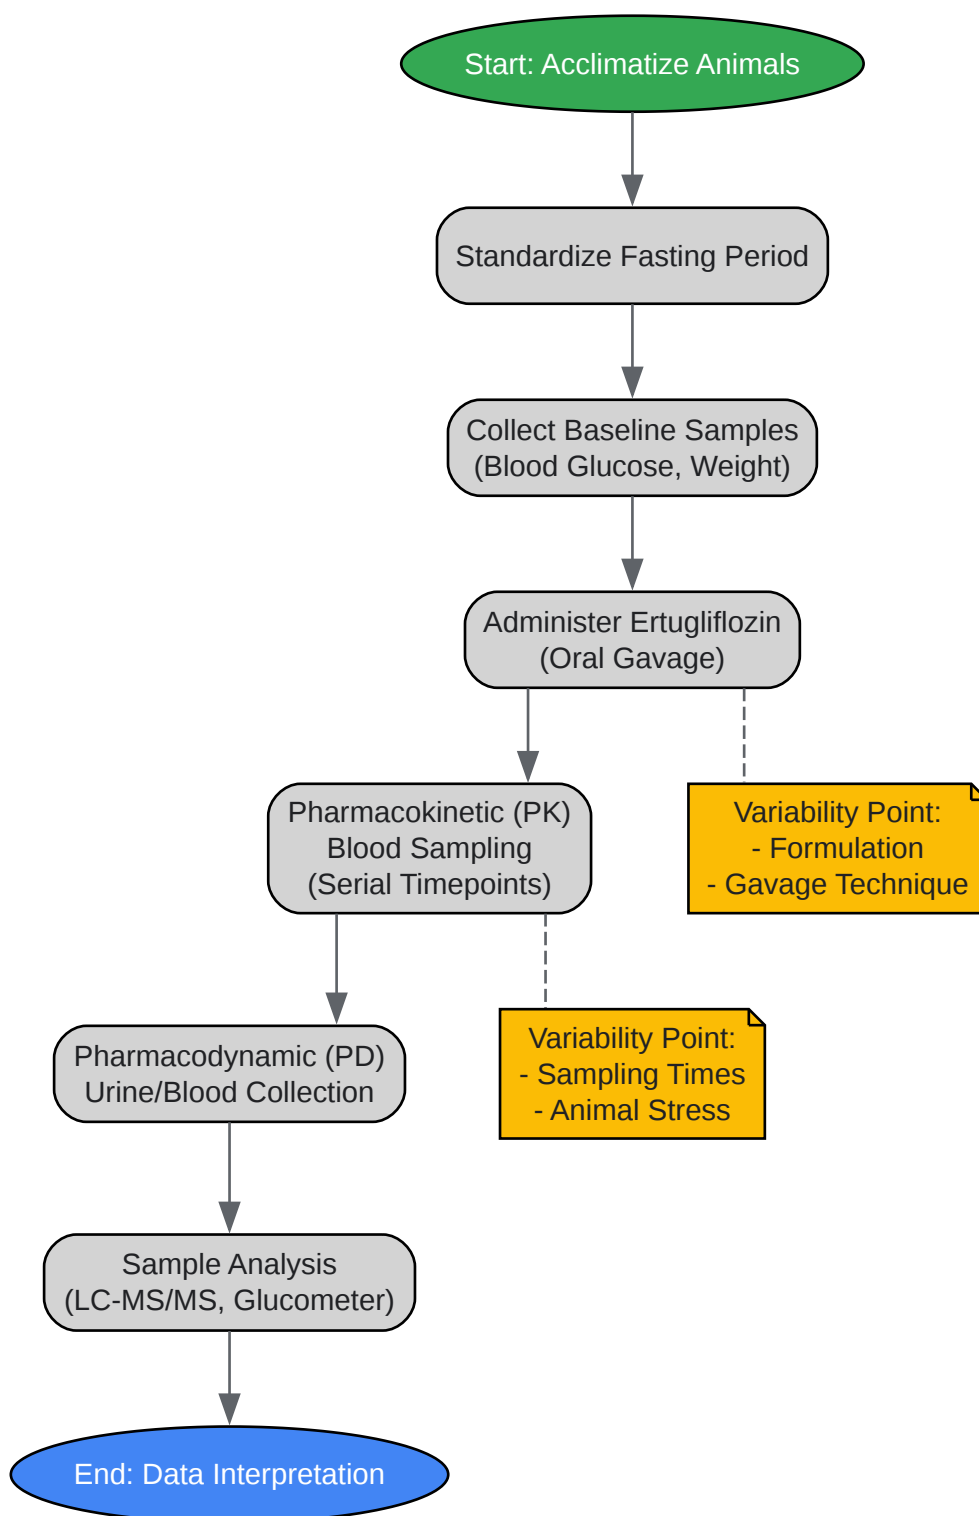 Start: Acclimatize Animals
Standardize Fasting Period
Collect Baseline Samples
(Blood Glucose, Weight)
Administer Ertugliflozin
(Oral Gavage)
Pharmacokinetic (PK)
Blood Sampling
(Serial Timepoints)
Variability Point:
- Formulation
- Gavage Technique
Pharmacodynamic (PD)
Urine/Blood Collection
Variability Point:
- Sampling Times
- Animal Stress
Sample Analysis
(LC-MS/MS, Glucometer)
End: Data Interpretation